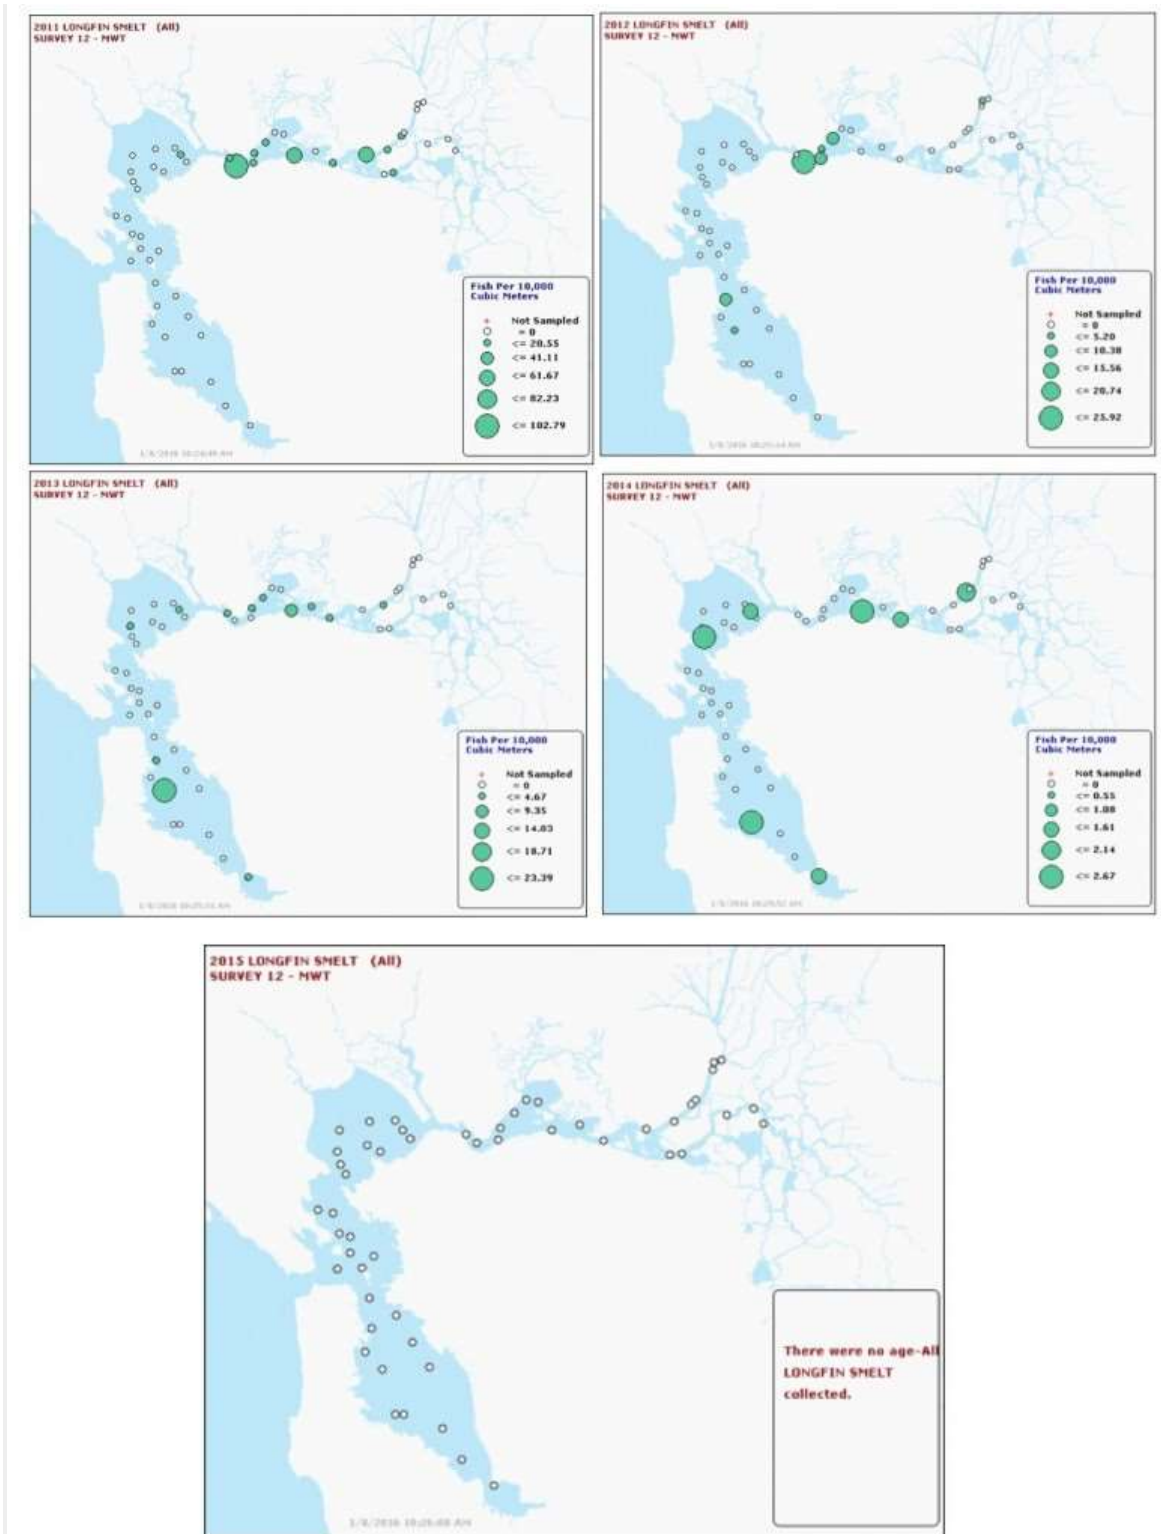 2011 LONGFIN SMELT (All)
SURVEY 12 - MWT
Fish Per 10,000
Cubic Meters
Not Sampled
= 0
<= 20.55
<= 41.11
<= 61.67
<= 82.23
<= 102.79
2012 LONGFIN SMELT (All)
SURVEY 12 - MWT
Fish Per 10,000
Cubic Meters
Not Sampled
= 0
<= 5.20
<= 10.38
<= 15.56
<= 20.74
<= 25.92
2013 LONGFIN SMELT (All)
SURVEY 12 - MWT
Fish Per 10,000
Cubic Meters
Not Sampled
= 0
<= 4.67
<= 9.35
<= 14.03
<= 18.71
<= 23.39
2014 LONGFIN SMELT (All)
SURVEY 12 - MWT
Fish Per 10,000
Cubic Meters
Not Sampled
= 0
<= 0.55
<= 1.08
<= 1.61
<= 2.14
<= 2.67
2015 LONGFIN SMELT (All)
SURVEY 12 - MWT
There were no age-All
LONGFIN SMELT
collected.